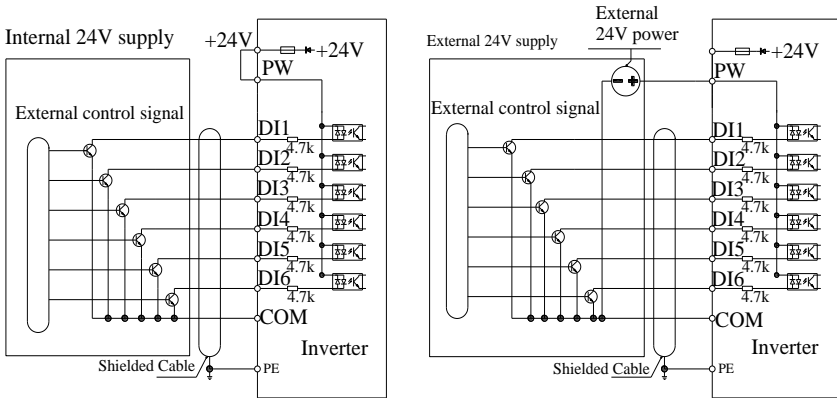 Internal 24V supply
+24V
+24V
PW
External control signal
DI1
4.7k
DI2
4.7k
DI3
4.7k
DI4
4.7k
DI5
4.7k
DI6
4.7k
COM
Inverter
Shielded Cable
PE
External
24V power
External 24V supply
+24V
PW
External control signal
DI1
4.7k
DI2
4.7k
DI3
4.7k
DI4
4.7k
DI5
4.7k
DI6
4.7k
COM
Inverter
Shielded Cable
PE